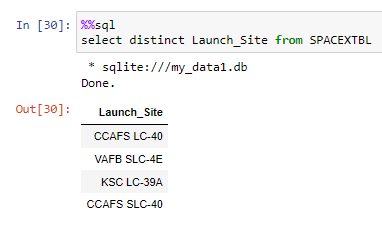 In [30]: %%sql
select distinct Launch_Site from SPACEXTBL
* sqlite:///my_data1.db
Done.
Out[30]: Launch_Site
CCAFS LC-40
VAFB SLC-4E
KSC LC-39A
CCAFS SLC-40